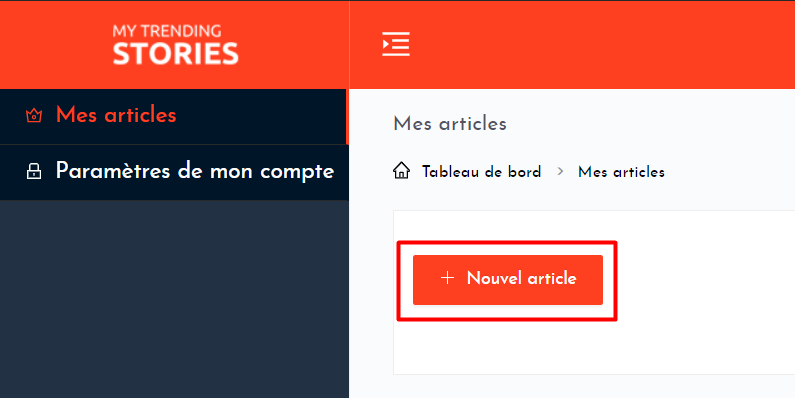 MY TRENDING
STORIES
Mes articles
Paramètres de mon compte
Mes articles
Tableau de bord > Mes articles
+ Nouvel article